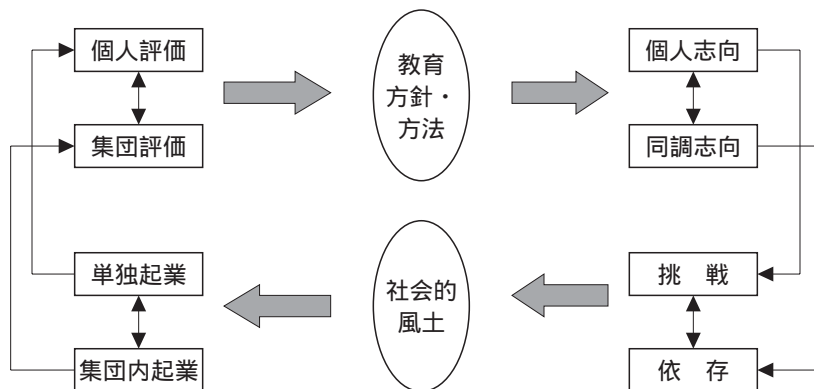 個人評価
集団評価
教育
方針・
方法
個人志向
同調志向
単独起業
集団内起業
社会的
風土
挑　戦
依　存